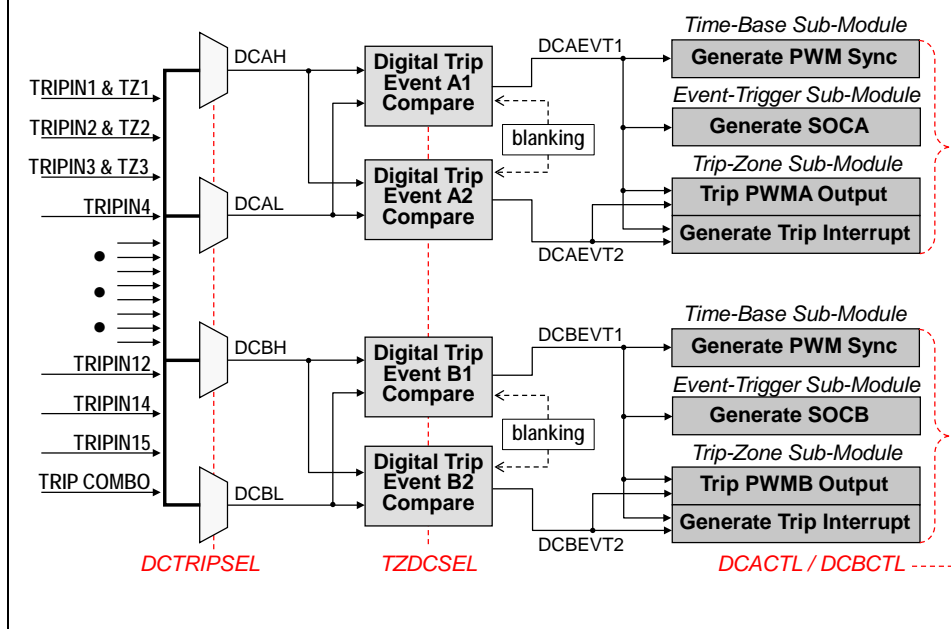 Time-Base Sub-Module
DCAEVT1
DCAH
Generate PWM Sync
Digital Trip
Event A1
Compare
TRIPIN1 & TZ1
Event-Trigger Sub-Module
Generate SOCA
TRIPIN2 & TZ2
blanking
TRIPIN3 & TZ3
Trip-Zone Sub-Module
Digital Trip
Event A2
Compare
Trip PWMA Output
TRIPIN4
DCAL
Generate Trip Interrupt
DCAEVT2
Time-Base Sub-Module
DCBEVT1
DCBH
Generate PWM Sync
Digital Trip
Event B1
Compare
TRIPIN12
Event-Trigger Sub-Module
Generate SOCB
TRIPIN14
blanking
TRIPIN15
Trip-Zone Sub-Module
Digital Trip
Event B2
Compare
Trip PWMB Output
TRIP COMBO
DCBL
Generate Trip Interrupt
DCBEVT2
DCTRIPSEL
TZDCSEL
DCACTL / DCBCTL